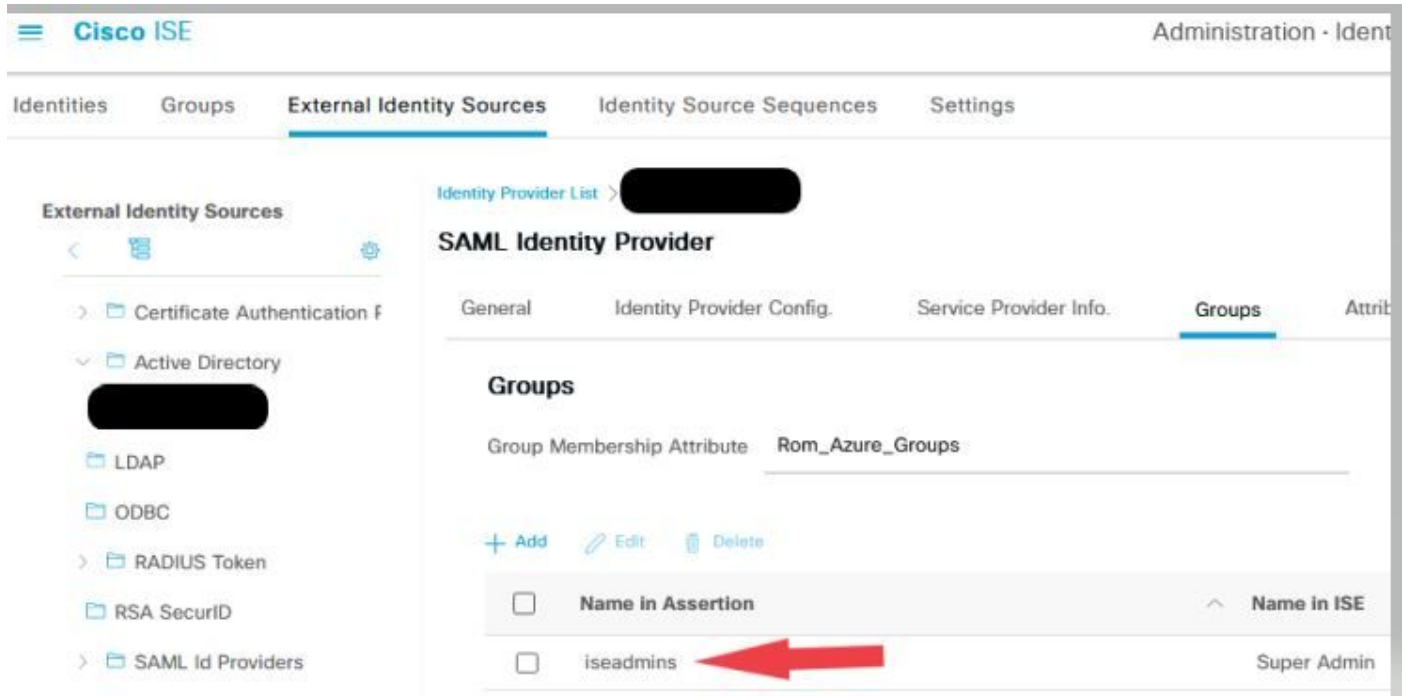 Cisco ISE
Administration · Ident
Identities Groups External Identity Sources Identity Source Sequences Settings
External Identity Sources
Certificate Authentication F
Active Directory
LDAP
ODBC
RADIUS Token
RSA SecurID
SAML Id Providers
Identity Provider List
SAML Identity Provider
General Identity Provider Config. Service Provider Info. Groups Attrib
Groups
Group Membership Attribute Rom_Azure_Groups
Add Edit Delete
Name in Assertion Name in ISE
iseadmins Super Admin